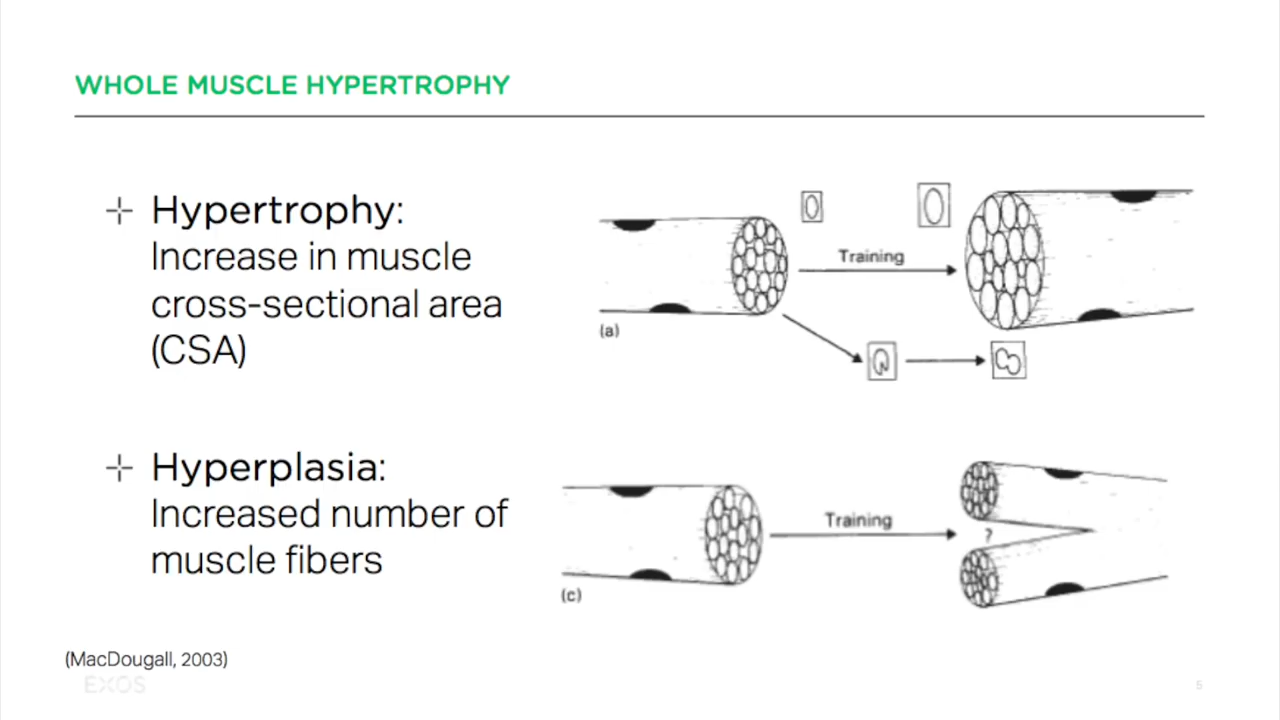 WHOLE MUSCLE HYPERTROPHY
Hypertrophy:
Increase in muscle
cross-sectional area
(CSA)
Training
(a)
Hyperplasia:
Increased number of
muscle fibers
Training
?
(c)
(MacDougall, 2003)
EXOS
5